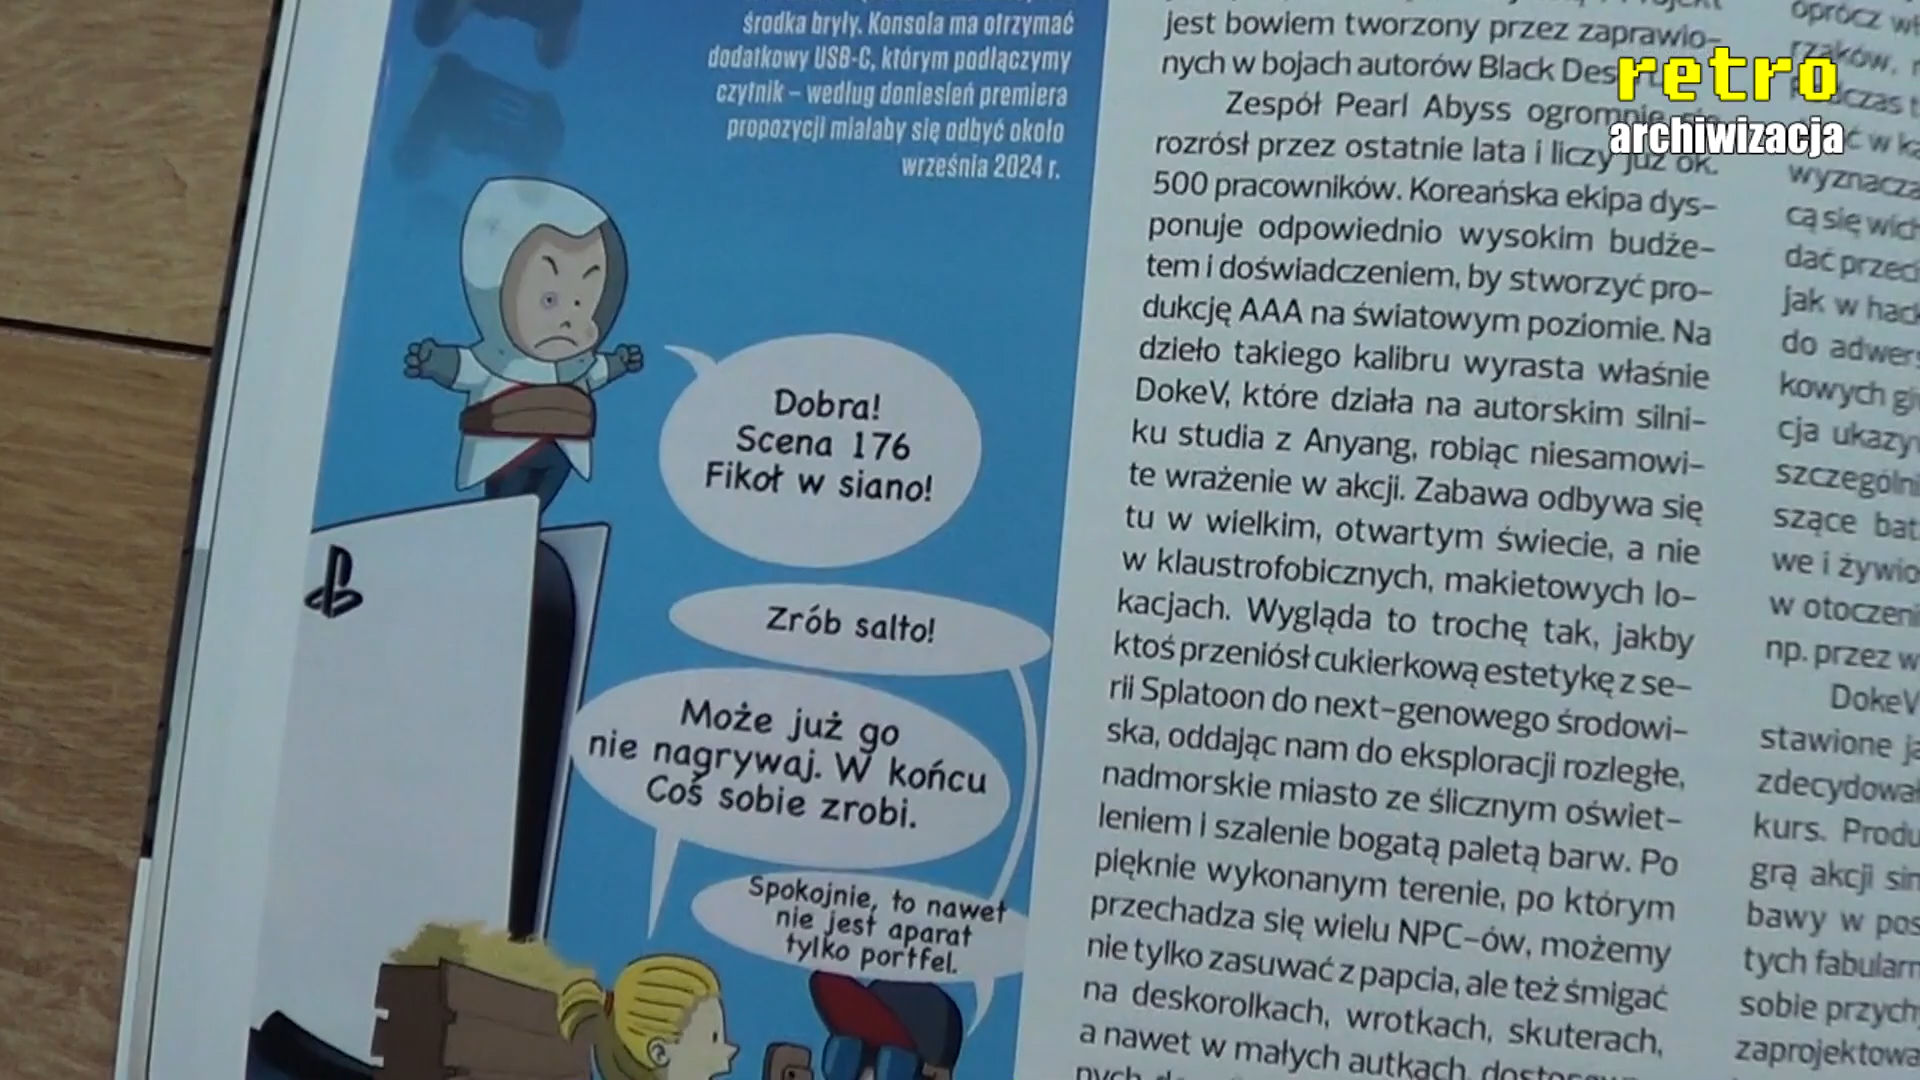 środka bryły. Konsola ma otrzymać
dodatkowy USB-C, którym podłączymy
czytnik – według doniesień premiera
propozycji miałaby się odbyć około
września 2024 r.
Dobra!
Scena 176
Fikoł w siano!
Zrób salto!
Może już go
nie nagrywaj. W końcu
Coś sobie zrobi.
Spokojnie, to nawet
nie jest aparat
tylko portfel.
jest bowiem tworzony przez zaprawio-
nych w bojach autorów Black Des
Zespół Pearl Abyss ogromnie się
rozrósł przez ostatnie lata i liczy już ok.
500 pracowników. Koreańska ekipa dys-
ponuje odpowiednio wysokim budże-
tem i doświadczeniem, by stworzyć pro-
dukcję AAA na światowym poziomie. Na
dzieło takiego kalibru wyrasta właśnie
DokeV, które działa na autorskim silni-
ku studia z Anyang, robiąc niesamowi-
te wrażenie w akcji. Zabawa odbywa się
tu w wielkim, otwartym świecie, a nie
w klaustrofobicznych, makietowych lo-
kacjach. Wygląda to trochę tak, jakby
ktoś przeniósł cukierkową estetykę z se-
rii Splatoon do next-genowego środowi-
ska, oddając nam do eksploracji rozległe,
nadmorskie miasto ze ślicznym oświet-
leniem i szalenie bogatą paletą barw. Po
pięknie wykonanym terenie, po którym
przechadza się wielu NPC-ów, możemy
nie tylko zasuwać z papcia, ale też śmigać
na deskorolkach, wrotkach, skuterach,
a nawet w małych autkach,
oprócz
rzaków,
wyznacza
cą się
dać
jak w
do
kowych
cja
szcze
szące
we i
w
np. przez
DokeV
stawione
zdecydował
kurs.
grą akcji
bawy w
tych
sobie
retro
archiwizacja